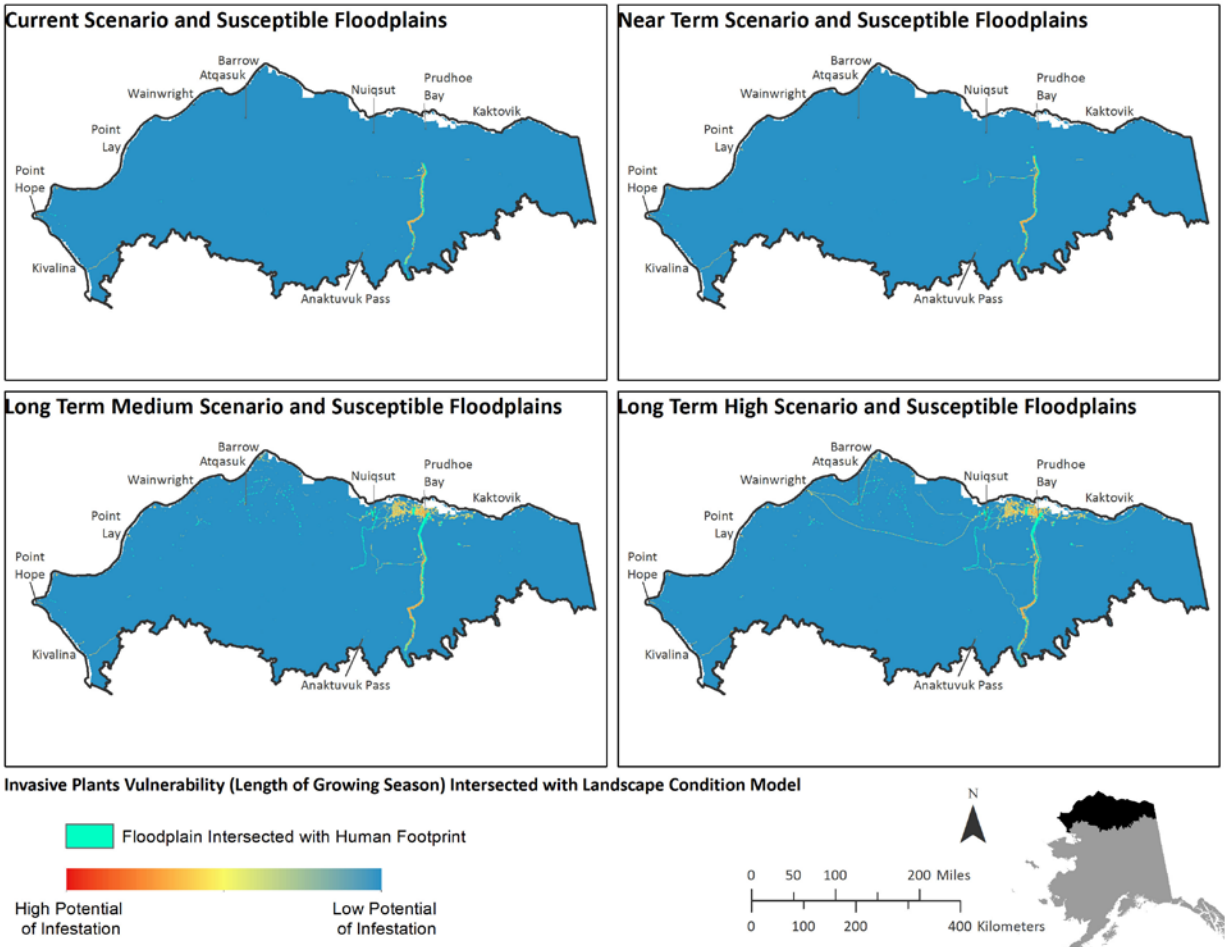 Current Scenario and Susceptible Floodplains
Barrow
Atqasuk
Wainwright
Nuiqsut
Prudhoe
Bay
Kaktovik
Point
Lay
Point
Hope
Kivalina
Anaktuvuk Pass
Near Term Scenario and Susceptible Floodplains
Barrow
Atqasuk
Wainwright
Nuiqsut
Prudhoe
Bay
Kaktovik
Point
Lay
Point
Hope
Kivalina
Anaktuvuk Pass
Long Term Medium Scenario and Susceptible Floodplains
Barrow
Atqasuk
Wainwright
Nuiqsut
Prudhoe
Bay
Kaktovik
Point
Lay
Point
Hope
Kivalina
Anaktuvuk Pass
Long Term High Scenario and Susceptible Floodplains
Barrow
Atqasuk
Wainwright
Nuiqsut
Prudhoe
Bay
Kaktovik
Point
Lay
Point
Hope
Kivalina
Anaktuvuk Pass
Invasive Plants Vulnerability (Length of Growing Season) Intersected with Landscape Condition Model
Floodplain Intersected with Human Footprint
High Potential
of Infestation
Low Potential
of Infestation
N
0 50 100 200 Miles
0 100 200 400 Kilometers